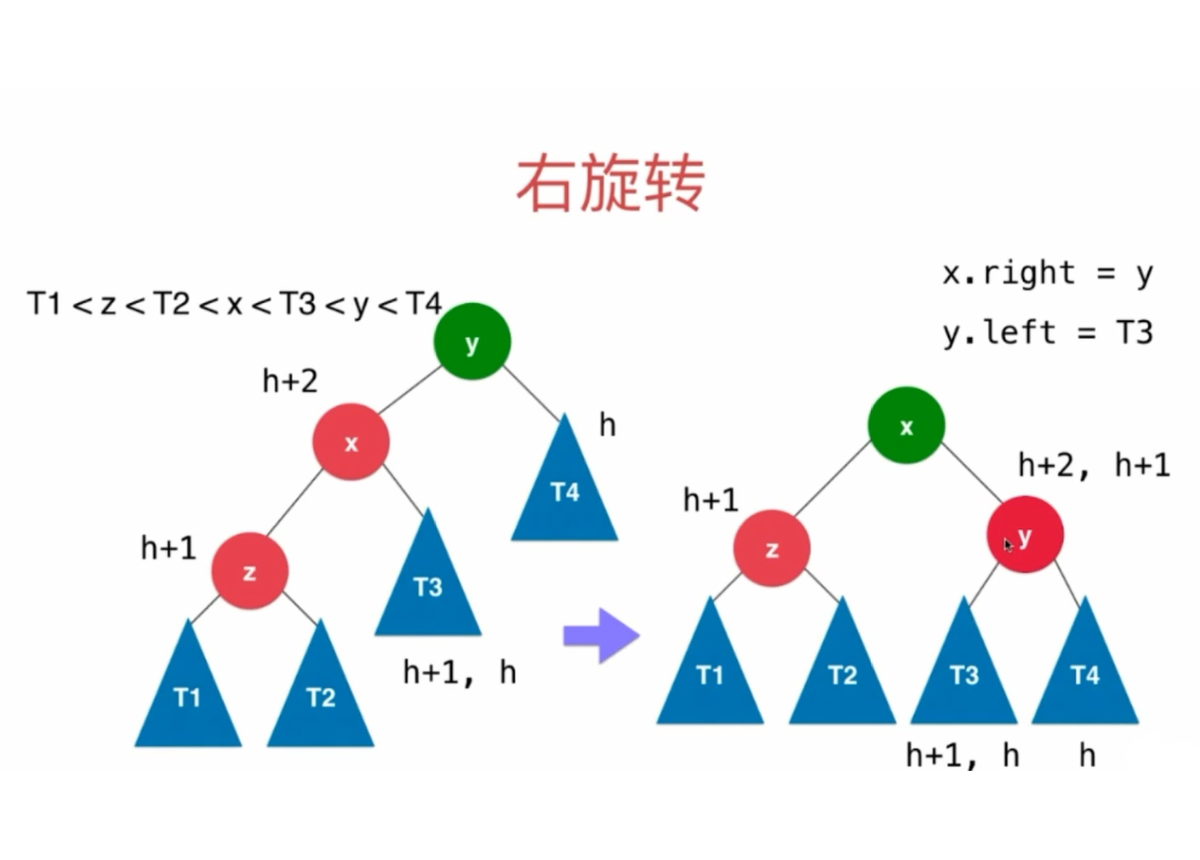 右旋转
x.right = y
T1 < z < T2 < x < T3 < y < T4
y.left = T3
y
h+2
x
h
x
h+2, h+1
T4
h+1
h+1
y
z
z
T3
h+1, h
T1
T2
T3
T4
T1
T2
h+1, h
h